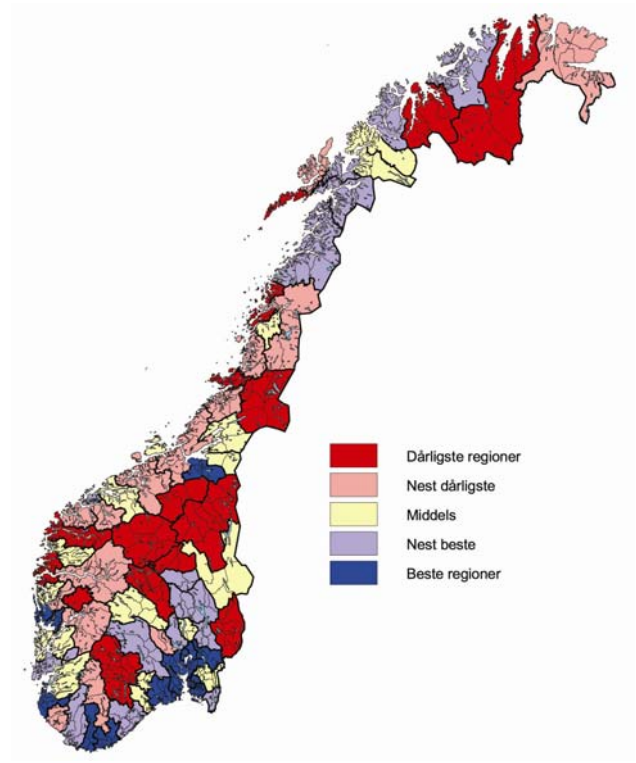 Dårligste regioner
Nest dårligste
Middels
Nest beste
Beste regioner